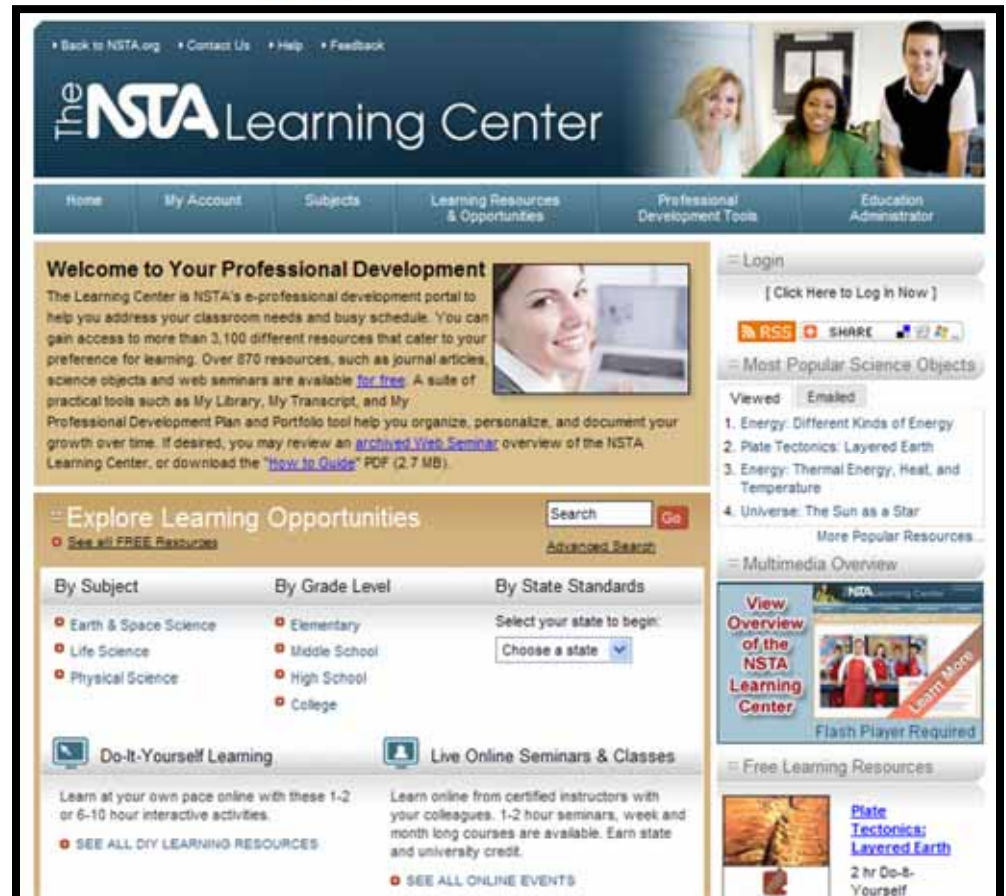 Back to NSTA.org Contact Us Help Feedback
The NSTA Learning Center
Home My Account Subjects Learning Resources & Opportunities Professional Development Tools Education Administrator
Welcome to Your Professional Development
The Learning Center is NSTA's e-professional development portal to
help you address your classroom needs and busy schedule. You can
gain access to more than 3,100 different resources that cater to your
preference for learning. Over 870 resources, such as journal articles,
science objects and web seminars are available for free. A suite of
practical tools such as My Library, My Transcript, and My
Professional Development Plan and Portfolio tool help you organize, personalize, and document your
growth over time. If desired, you may review an archived Web Seminar overview of the NSTA
Learning Center, or download the "How to Guide" PDF (2.7 MB).
Explore Learning Opportunities
See all FREE Resources
Search Go
Advanced Search
By Subject
Earth & Space Science
Life Science
Physical Science
By Grade Level
Elementary
Middle School
High School
College
By State Standards
Select your state to begin:
Choose a state
Do-It-Yourself Learning
Learn at your own pace online with these 1-2
or 6-10 hour interactive activities.
SEE ALL DIY LEARNING RESOURCES
Live Online Seminars & Classes
Learn online from certified instructors with
your colleagues. 1-2 hour seminars, week and
month long courses are available. Earn state
and university credit.
SEE ALL ONLINE EVENTS
Login
[ Click Here to Log In Now ]
RSS SHARE
Most Popular Science Objects
Viewed Emailed
1. Energy: Different Kinds of Energy
2. Plate Tectonics: Layered Earth
3. Energy: Thermal Energy, Heat, and
Temperature
4. Universe: The Sun as a Star
More Popular Resources...
Multimedia Overview
View
Overview
of the
NSTA
Learning
Center
NSTA Learning Center
Learn More
Flash Player Required
Free Learning Resources
Plate
Tectonics:
Layered Earth
2 hr Do-It-
Yourself